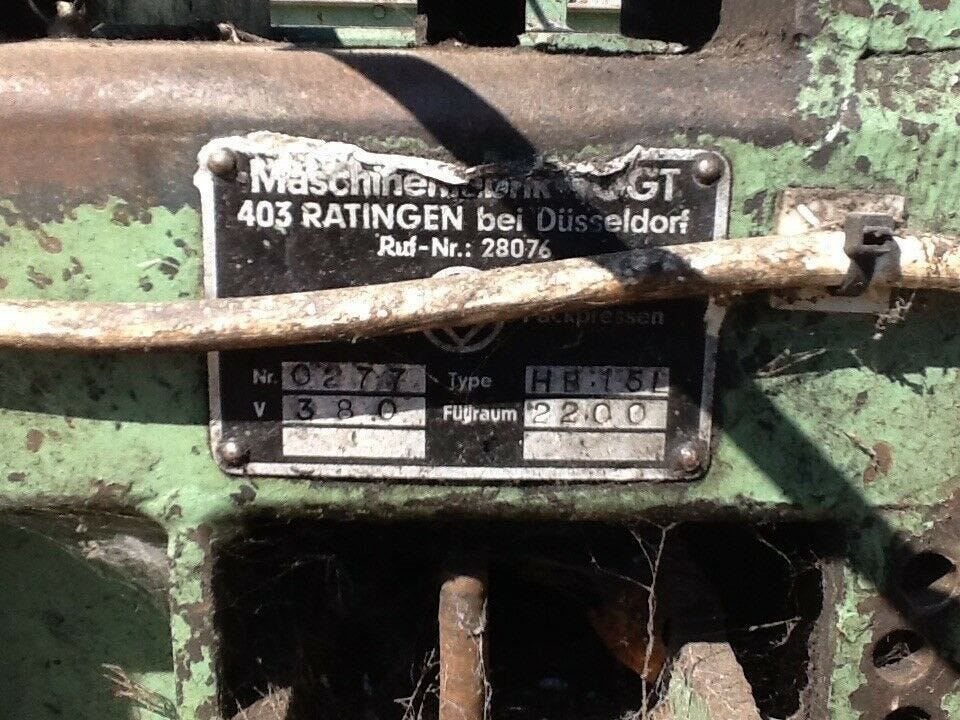 403 RATINGEN bei Düsseldorf
Ruf-Nr.: 28076
Packpressen
Nr. 0277 Type HB 15L
V 380 Füllraum 2200